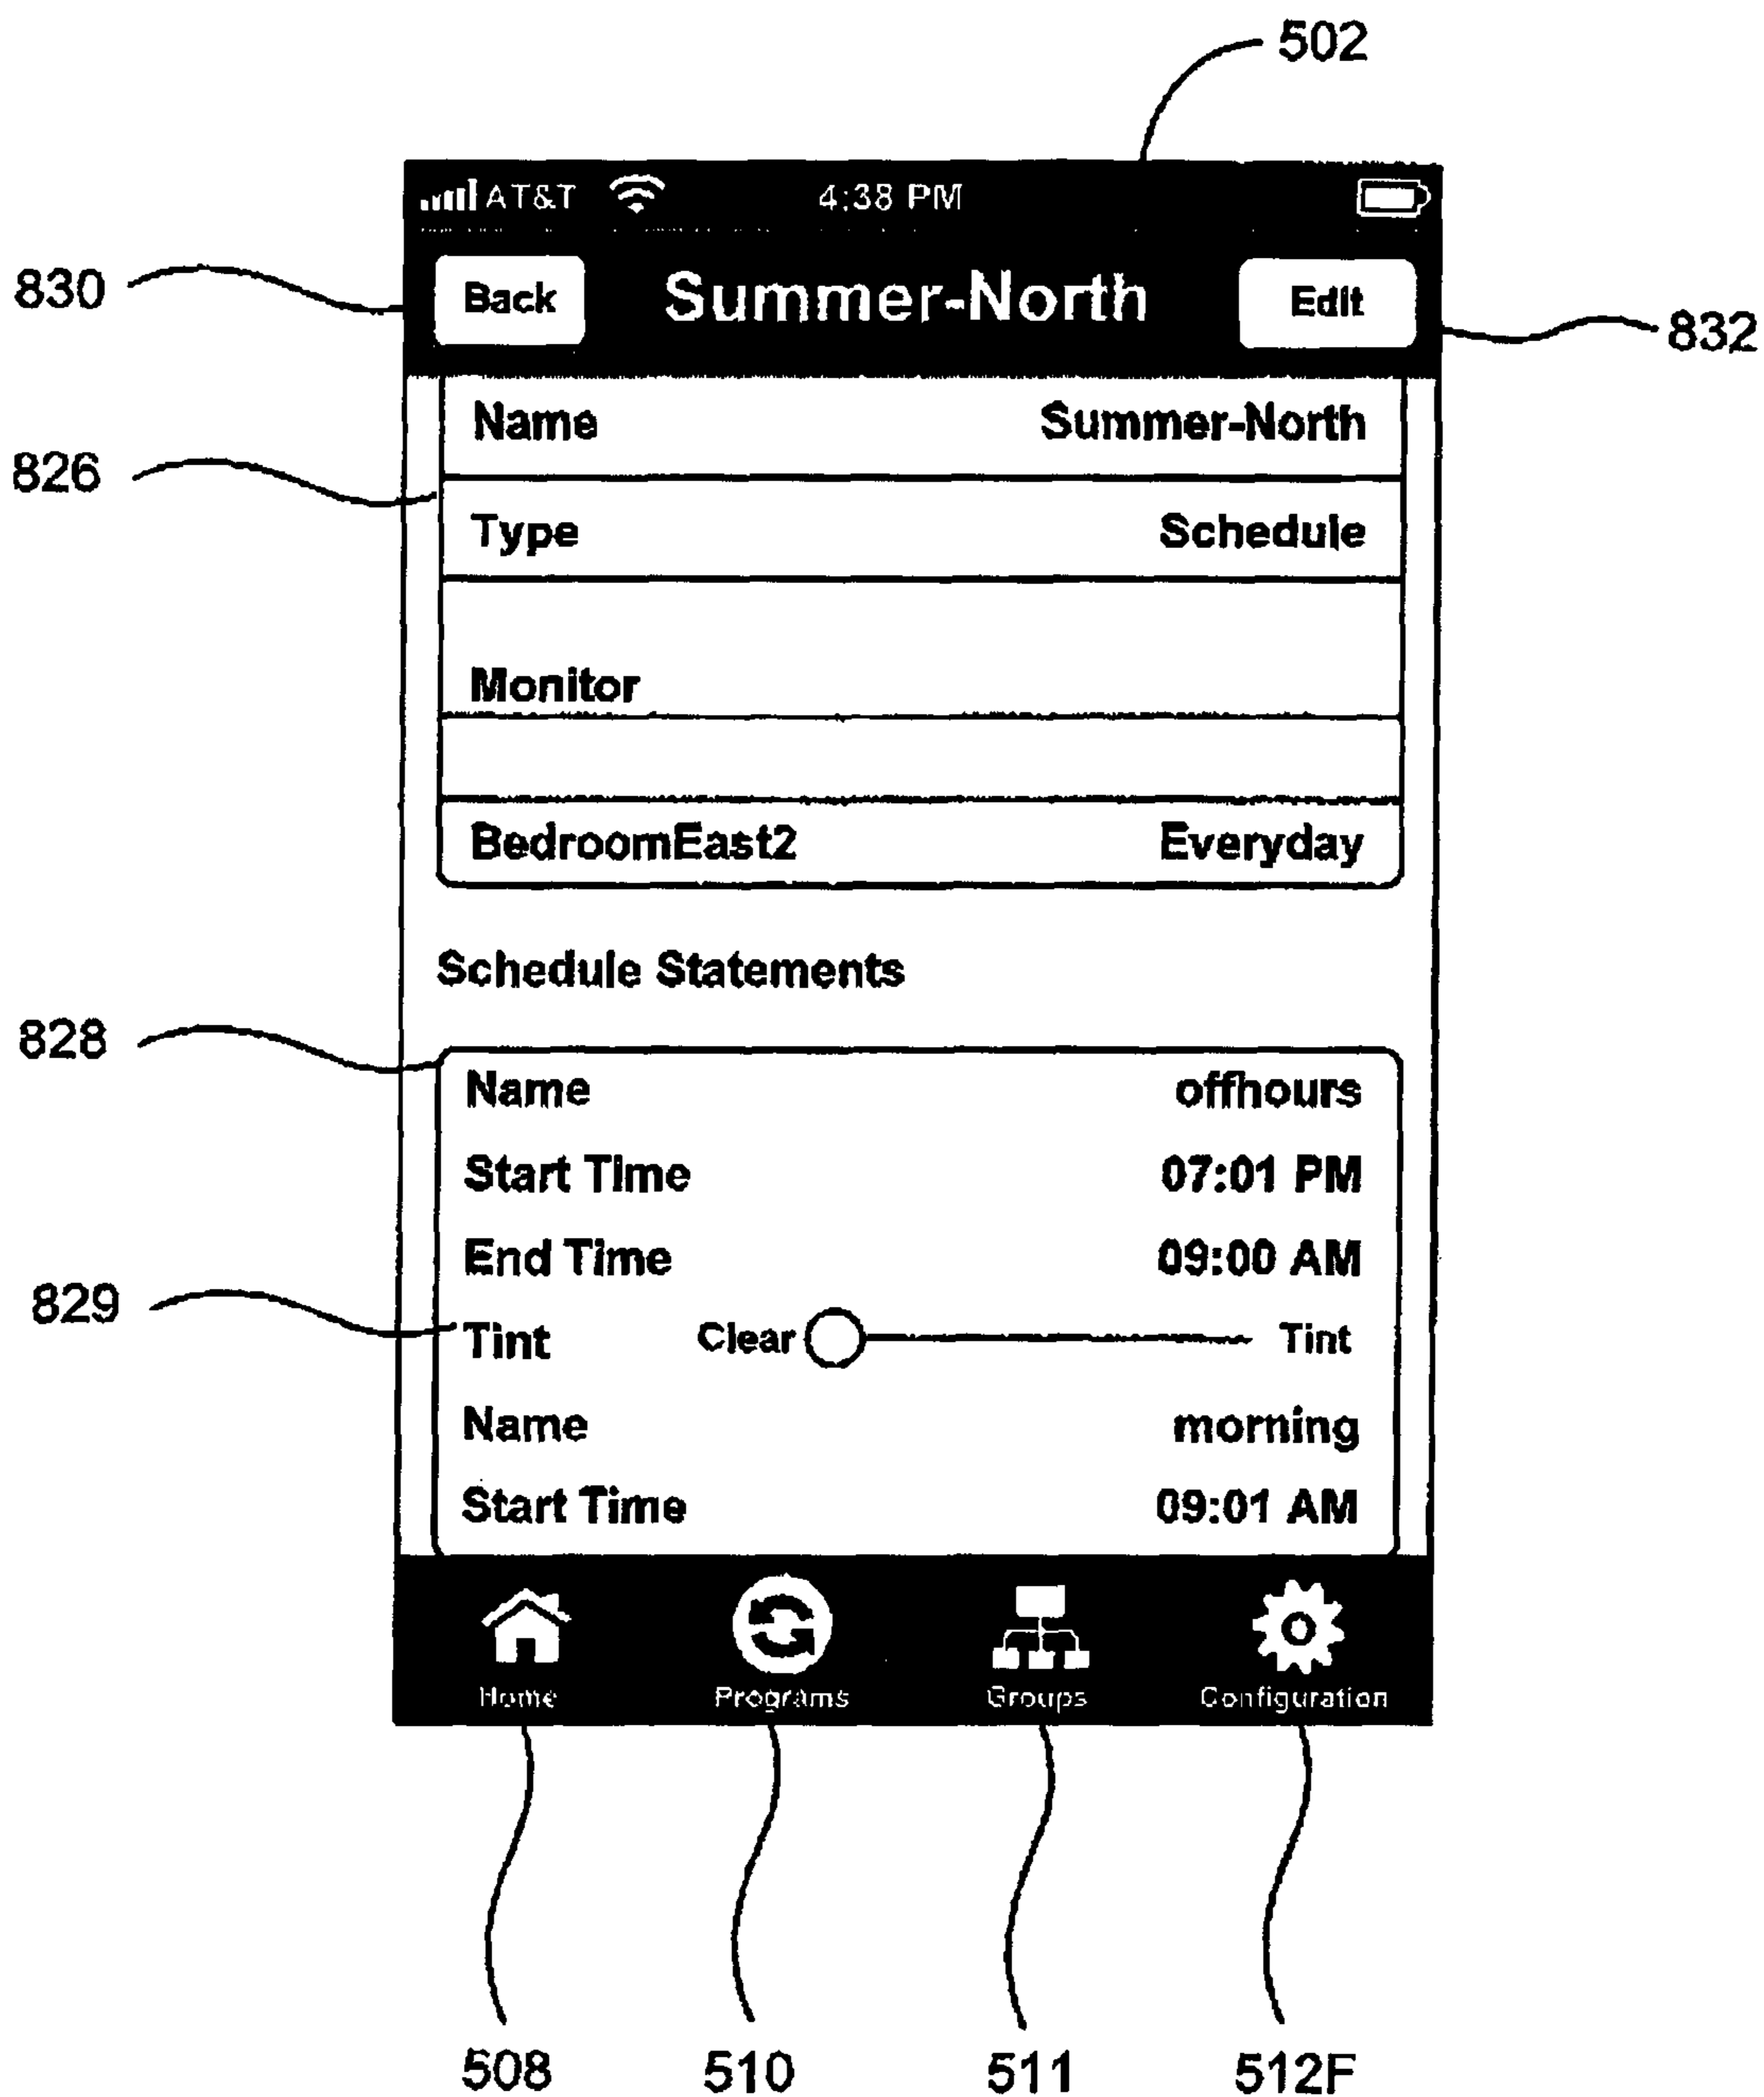 502
AT&T 4:38 PM
830 Back Summer-North Edit 832
Name Summer-North
826
Type Schedule
Monitor
BedroomEast2 Everyday
Schedule Statements
828
Name offhours
Start Time 07:01 PM
End Time 09:00 AM
829 Tint Clear Tint
Name morning
Start Time 09:01 AM
Home Programs Groups Configuration
508 510 511 512F